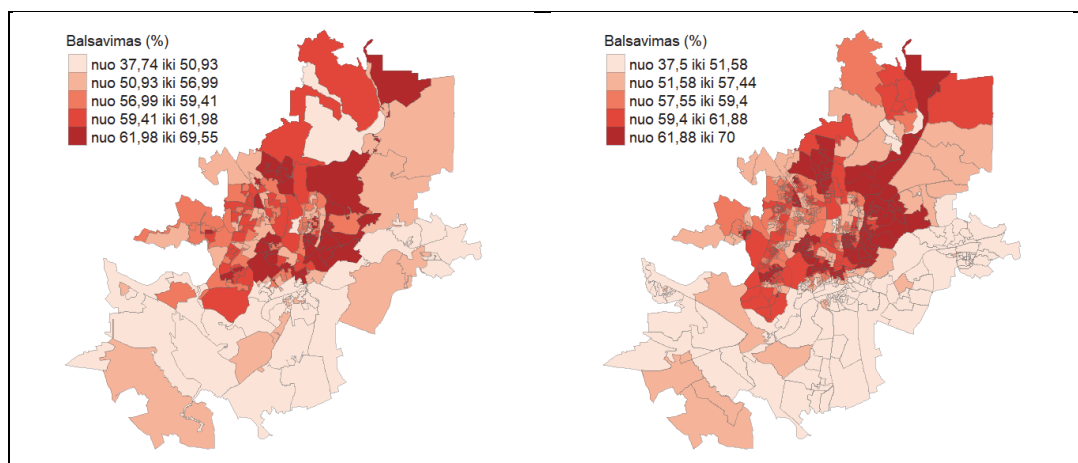 Balsavimas (%)
nuo 37,74 iki 50,93
nuo 50,93 iki 56,99
nuo 56,99 iki 59,41
nuo 59,41 iki 61,98
nuo 61,98 iki 69,55
Balsavimas (%)
nuo 37,5 iki 51,58
nuo 51,58 iki 57,44
nuo 57,55 iki 59,4
nuo 59,4 iki 61,88
nuo 61,88 iki 70